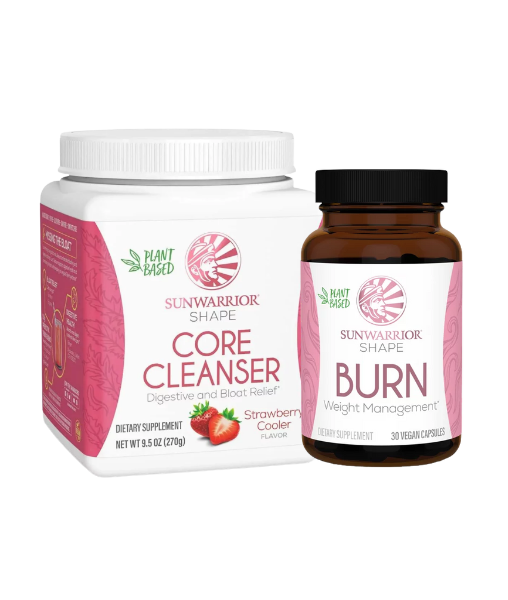 PLANT
BASED
SUNWARRIOR
SHAPE
CORE
CLEANSER
Digestive and Bloat Relief*
Strawberry
Cooler
FLAVOR
DIETARY SUPPLEMENT
NET WT 9.5 OZ (270g)
PLANT
BASED
SUNWARRIOR
SHAPE
BURN
Weight Management*
DIETARY SUPPLEMENT
30 VEGAN CAPSULES